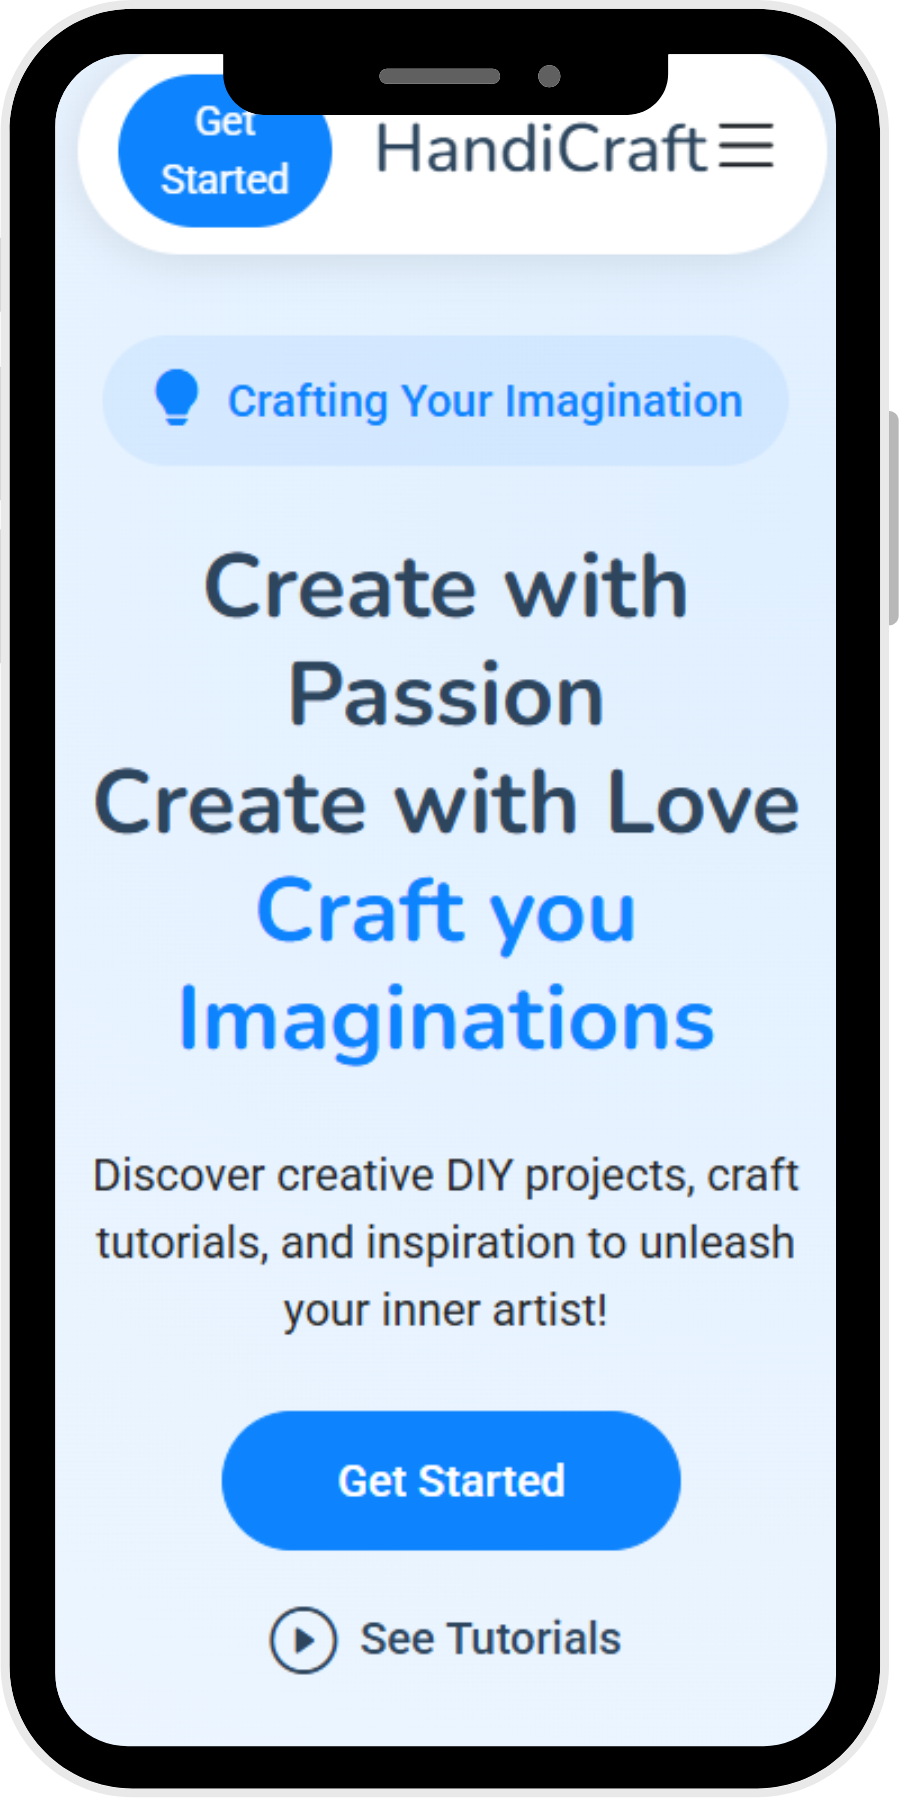 Get
Started
HandiCraft
Crafting Your Imagination
Create with
Passion
Create with Love
Craft you
Imaginations
Discover creative DIY projects, craft
tutorials, and inspiration to unleash
your inner artist!
Get Started
See Tutorials